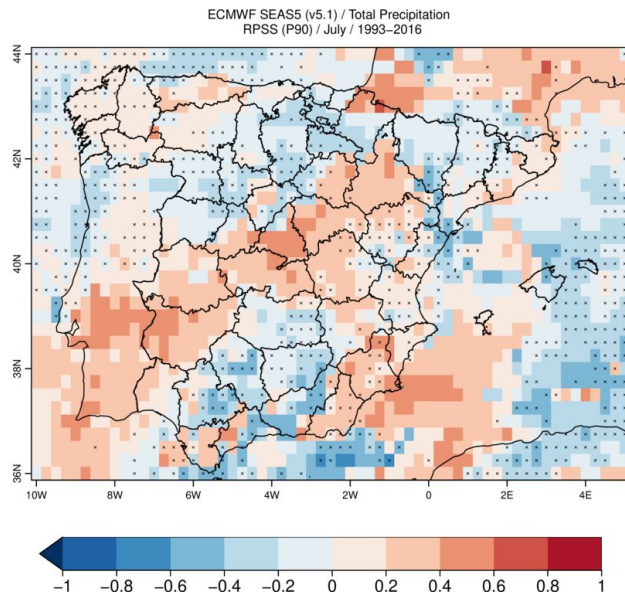 ECMWF SEAS5 (v5.1) / Total Precipitation
RPSS (P90) / July / 1993−2016
44N
42N
40N
38N
36N
10W 8W 6W 4W 2W 0 2E 4E
−1 −0.8 −0.6 −0.4 −0.2 0 0.2 0.4 0.6 0.8 1